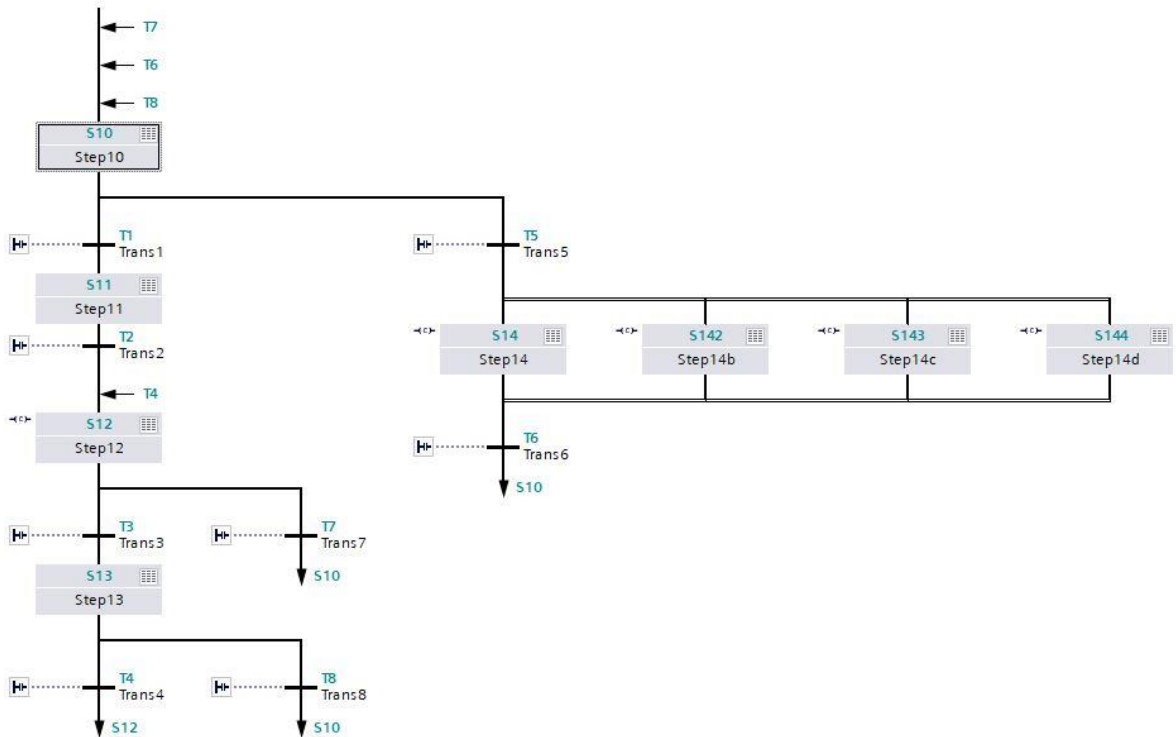 T7
T6
T8
S10
Step10
T1
Trans1
T5
Trans5
S11
Step11
T2
Trans2
T4
S12
Step12
S14
Step14
S142
Step14b
S143
Step14c
S144
Step14d
T6
Trans6
S10
T3
Trans3
T7
Trans7
S10
S13
Step13
T4
Trans4
T8
Trans8
S12
S10